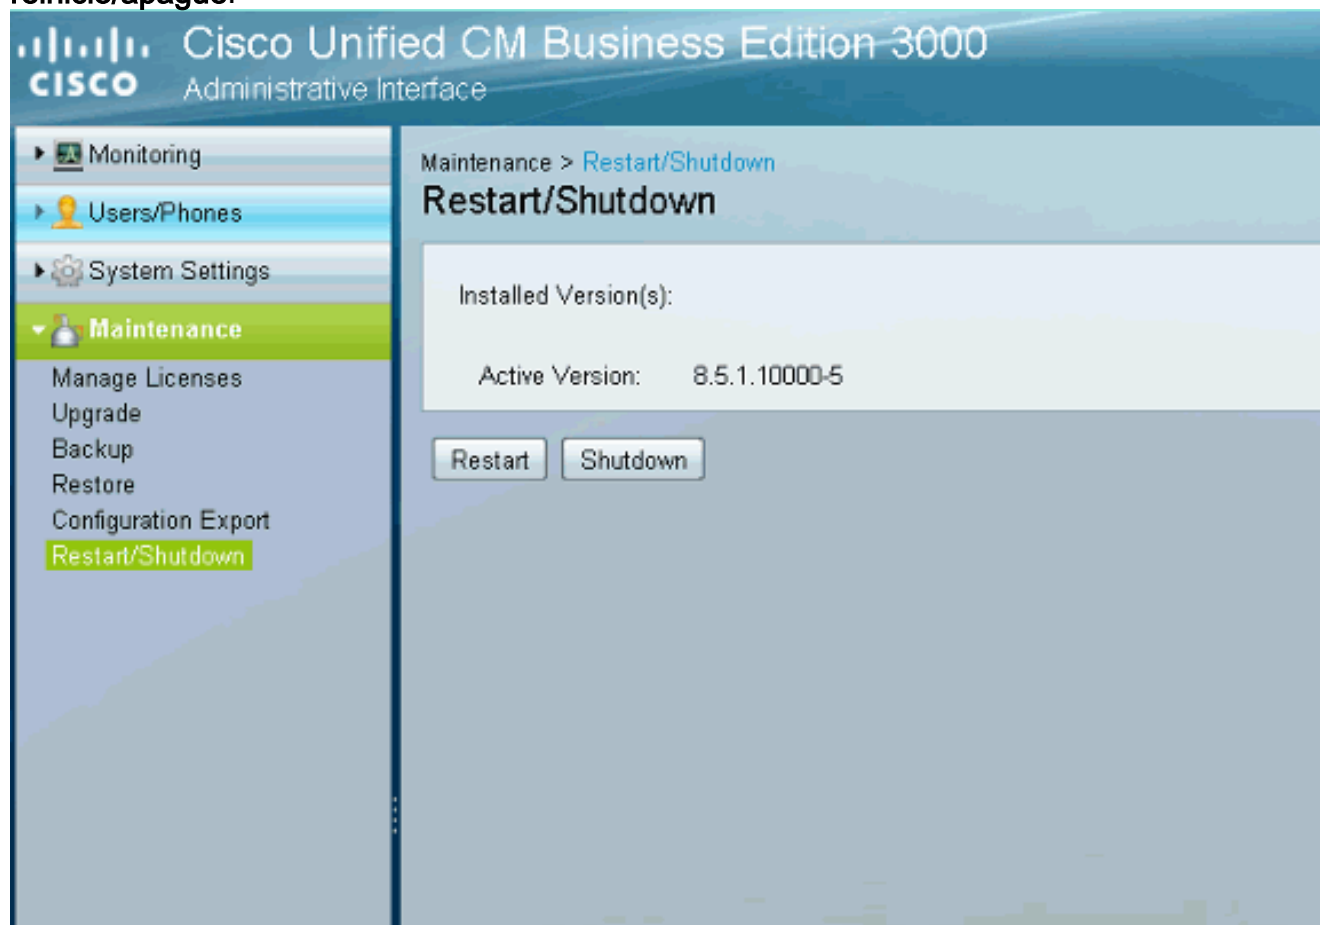 reinicio/apague.
Cisco Unified CM Business Edition 3000
CISCO
Administrative Interface
Monitoring
Users/Phones
System Settings
Maintenance
Manage Licenses
Upgrade
Backup
Restore
Configuration Export
Restart/Shutdown
Maintenance > Restart/Shutdown
Restart/Shutdown
Installed Version(s):
Active Version: 8.5.1.10000-5
Restart Shutdown